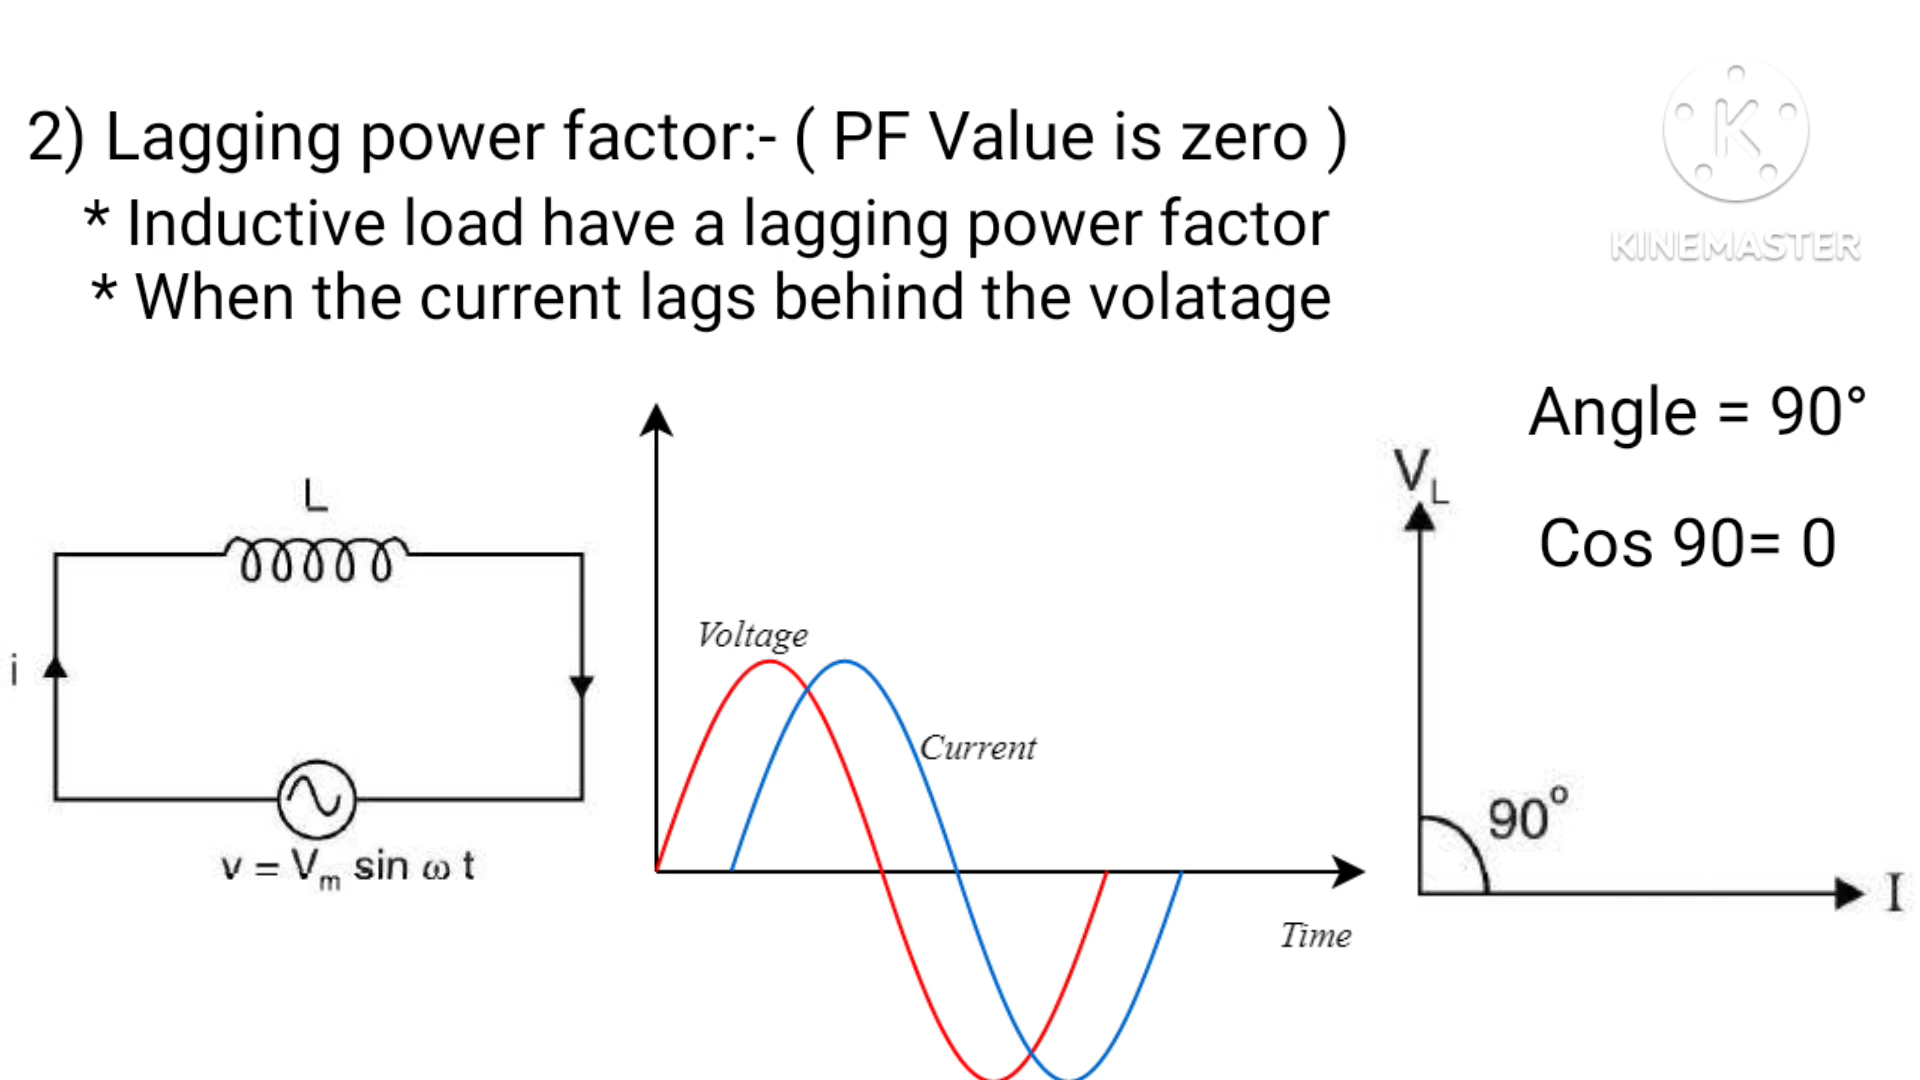 2) Lagging power factor:- ( PF Value is zero )
* Inductive load have a lagging power factor
* When the current lags behind the volatage
KINEMASTER
K
Angle = 90°
Cos 90= 0
L
i
v = Vm sin ω t
Voltage
Current
Time
VL
90°
I